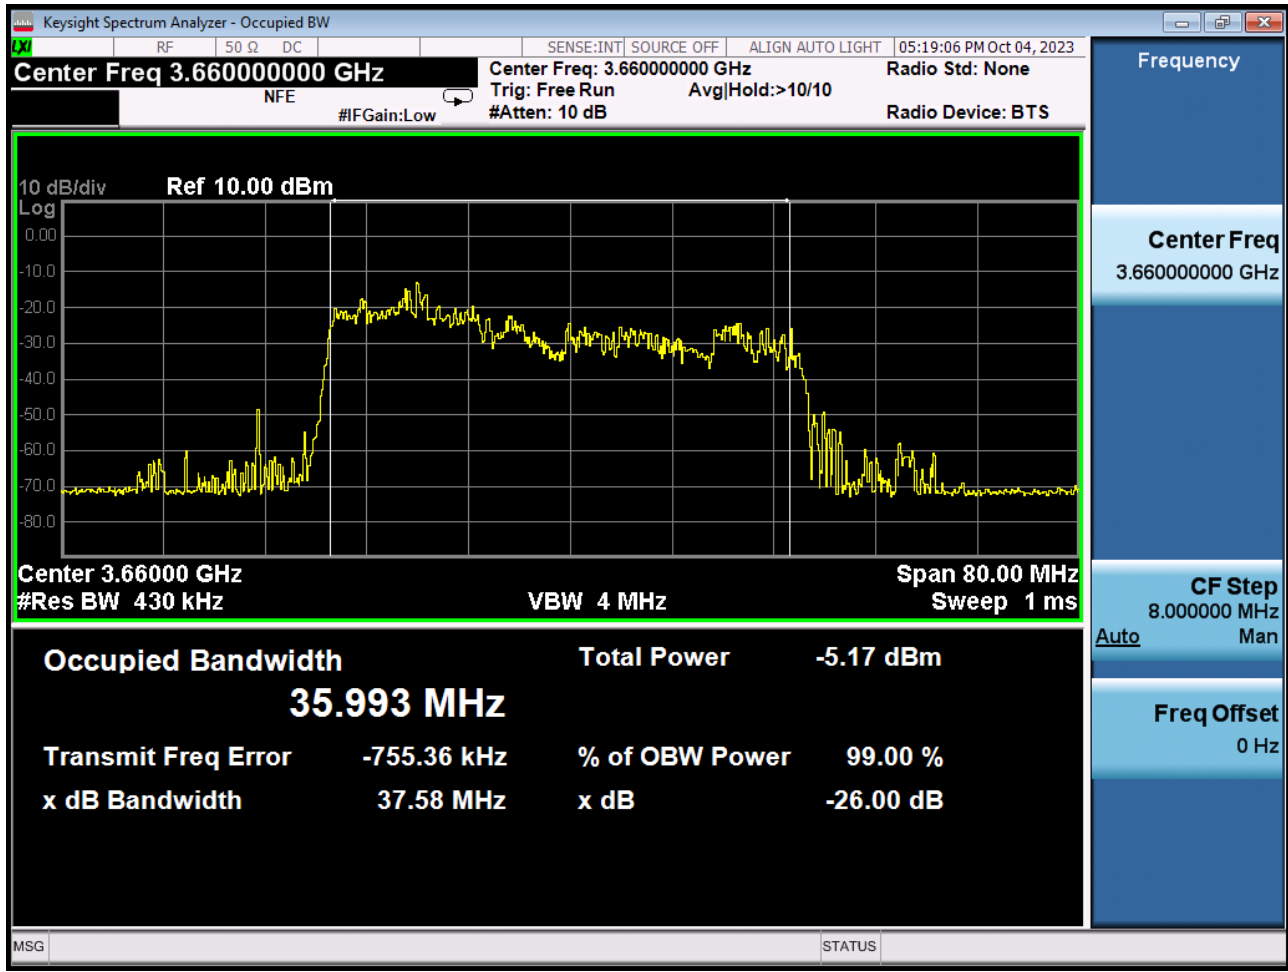 Keysight Spectrum Analyzer - Occupied BW
LXI RF 50 Ω DC SENSE:INT SOURCE OFF ALIGN AUTO LIGHT 05:19:06 PM Oct 04, 2023
Center Freq 3.660000000 GHz
NFE
#IFGain:Low
Center Freq: 3.660000000 GHz
Trig: Free Run Avg|Hold:>10/10
#Atten: 10 dB
Radio Std: None
Radio Device: BTS
10 dB/div Ref 10.00 dBm
Log
0.00
-10.0
-20.0
-30.0
-40.0
-50.0
-60.0
-70.0
-80.0
Center 3.66000 GHz Span 80.00 MHz
#Res BW 430 kHz VBW 4 MHz Sweep 1 ms
Occupied Bandwidth Total Power -5.17 dBm
35.993 MHz
Transmit Freq Error -755.36 kHz % of OBW Power 99.00 %
x dB Bandwidth 37.58 MHz x dB -26.00 dB
Frequency
Center Freq
3.660000000 GHz
CF Step
8.000000 MHz
Auto Man
Freq Offset
0 Hz
MSG STATUS